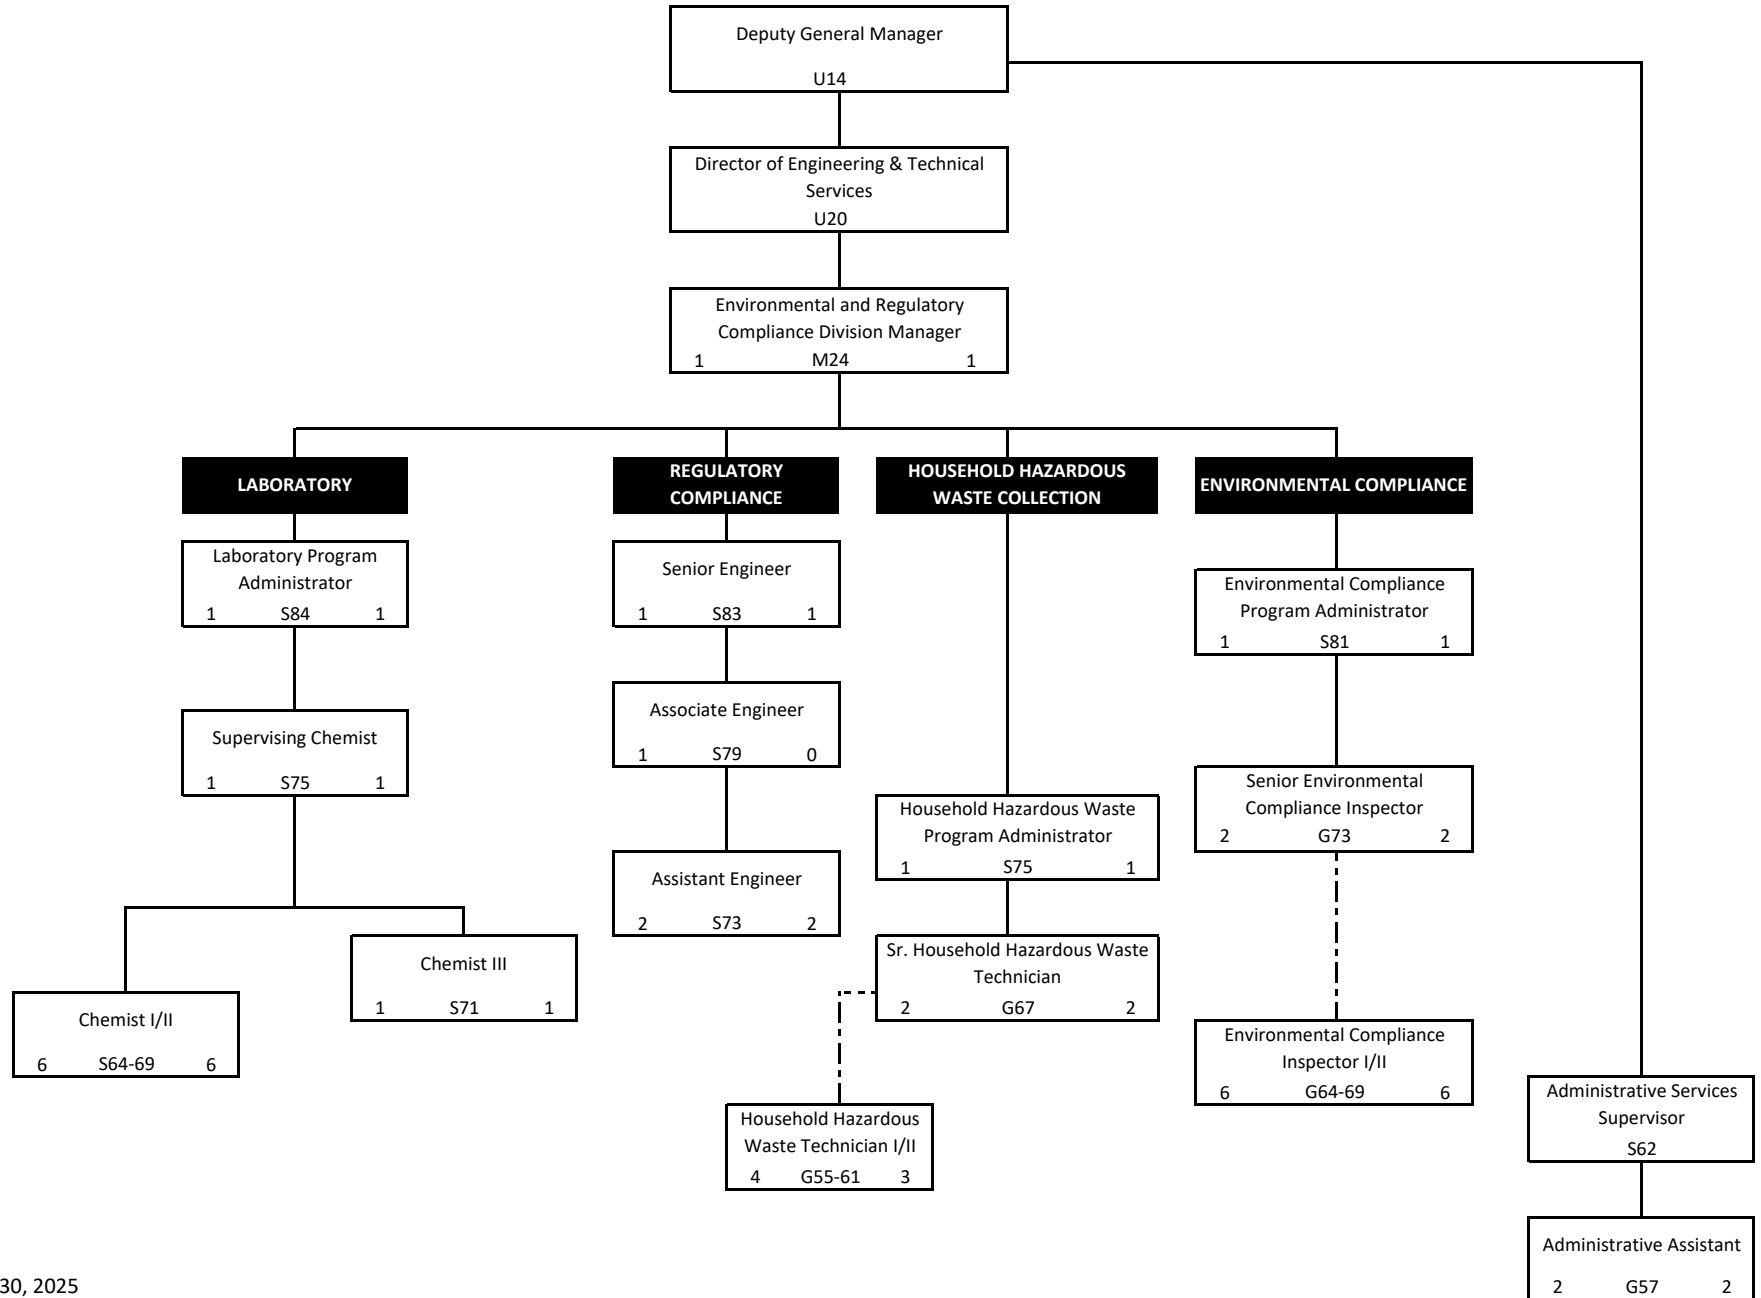 Deputy General Manager
U14
Director of Engineering & Technical
Services
U20
Environmental and Regulatory
Compliance Division Manager
1 M24 1
LABORATORY
Laboratory Program
Administrator
1 S84 1
Supervising Chemist
1 S75 1
Chemist I/II
6 S64-69 6
Chemist III
1 S71 1
REGULATORY
COMPLIANCE
Senior Engineer
1 S83 1
Associate Engineer
1 S79 0
Assistant Engineer
2 S73 2
HOUSEHOLD HAZARDOUS
WASTE COLLECTION
Household Hazardous Waste
Program Administrator
1 S75 1
Sr. Household Hazardous Waste
Technician
2 G67 2
Household Hazardous
Waste Technician I/II
4 G55-61 3
ENVIRONMENTAL COMPLIANCE
Environmental Compliance
Program Administrator
1 S81 1
Senior Environmental
Compliance Inspector
2 G73 2
Environmental Compliance
Inspector I/II
6 G64-69 6
Administrative Services
Supervisor
S62
Administrative Assistant
2 G57 2
30, 2025